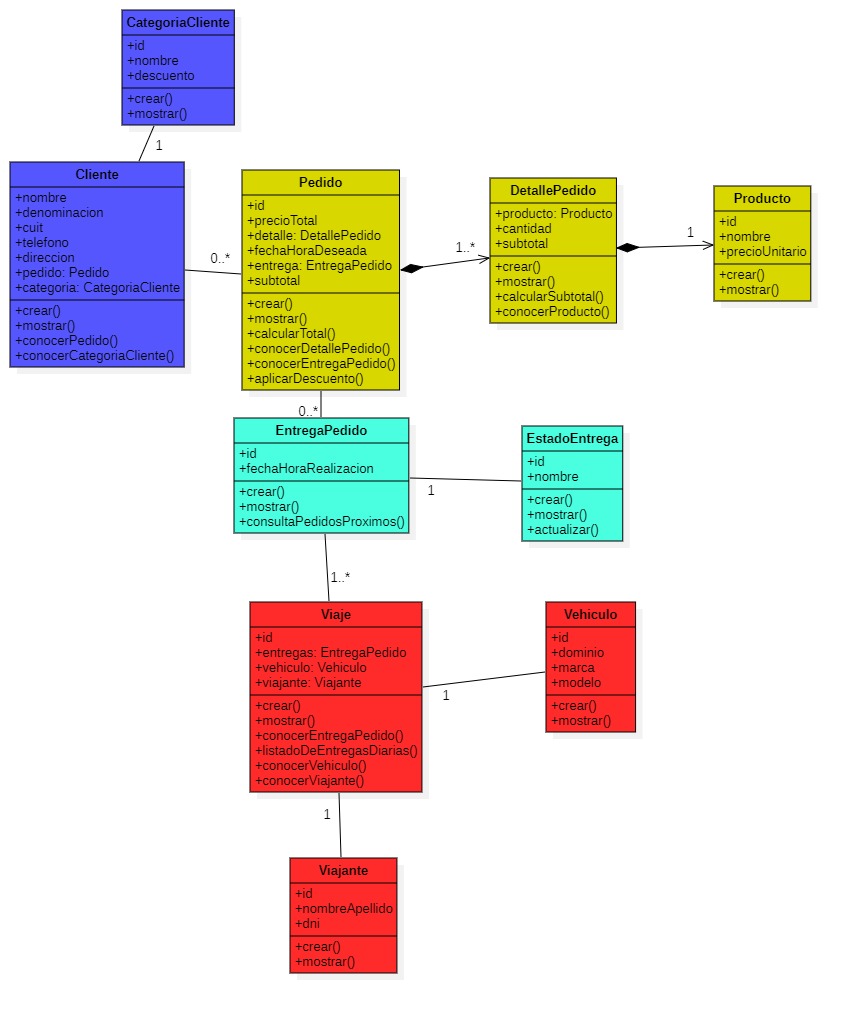 CategoriaCliente
+id
+nombre
+descuento
+crear()
+mostrar()
1
Cliente
+nombre
+denominacion
+cuit
+telefono
+direccion
+pedido: Pedido
+categoria: CategoriaCliente
+crear()
+mostrar()
+conocerPedido()
+conocerCategoriaCliente()
0..*
Pedido
+id
+precioTotal
+detalle: DetallePedido
+fechaHoraDeseada
+entrega: EntregaPedido
+subtotal
+crear()
+mostrar()
+calcularTotal()
+conocerDetallePedido()
+conocerEntregaPedido()
+aplicarDescuento()
1..*
DetallePedido
+producto: Producto
+cantidad
+subtotal
+crear()
+mostrar()
+calcularSubtotal()
+conocerProducto()
1
Producto
+id
+nombre
+precioUnitario
+crear()
+mostrar()
0..*
EntregaPedido
+id
+fechaHoraRealizacion
+crear()
+mostrar()
+consultaPedidosProximos()
1
EstadoEntrega
+id
+nombre
+crear()
+mostrar()
+actualizar()
1..*
Viaje
+id
+entregas: EntregaPedido
+vehiculo: Vehiculo
+viajante: Viajante
+crear()
+mostrar()
+conocerEntregaPedido()
+listadoDeEntregasDiarias()
+conocerVehiculo()
+conocerViajante()
1
Vehiculo
+id
+dominio
+marca
+modelo
+crear()
+mostrar()
1
Viajante
+id
+nombreApellido
+dni
+crear()
+mostrar()